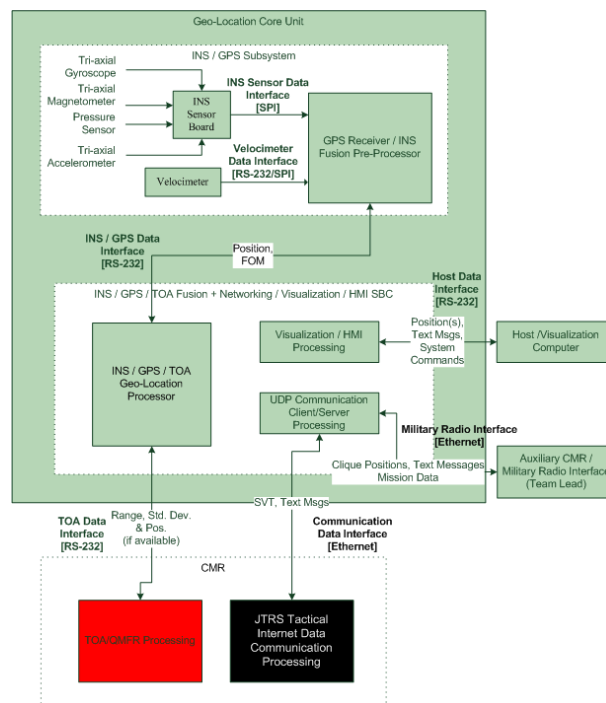 Geo-Location Core Unit
INS / GPS Subsystem
Tri-axial
Gyroscope
Tri-axial
Magnetometer
Pressure
Sensor
Tri-axial
Accelerometer
INS
Sensor
Board
INS Sensor Data
Interface
[SPI]
Velocimeter
Data Interface
[RS-232/SPI]
Velocimeter
GPS Receiver / INS
Fusion Pre-Processor
INS / GPS Data
Interface
[RS-232]
Position,
FOM
Host Data
Interface
[RS-232]
INS / GPS / TOA Fusion + Networking / Visualization / HMI SBC
INS / GPS / TOA
Geo-Location
Processor
Visualization / HMI
Processing
Position(s),
Text Msgs,
System
Commands
Host /Visualization
Computer
UDP Communication
Client/Server
Processing
Military Radio Interface
[Ethernet]
Clique Positions, Text Messages
Mission Data
Auxiliary CMR /
Military Radio Interface
(Team Lead)
TOA Data
Interface
[RS-232]
Range, Std. Dev.
& Pos.
(if available)
SVT, Text Msgs
Communication
Data Interface
[Ethernet]
CMR
TOA/QMFR Processing
JTRS Tactical
Internet Data
Communication
Processing